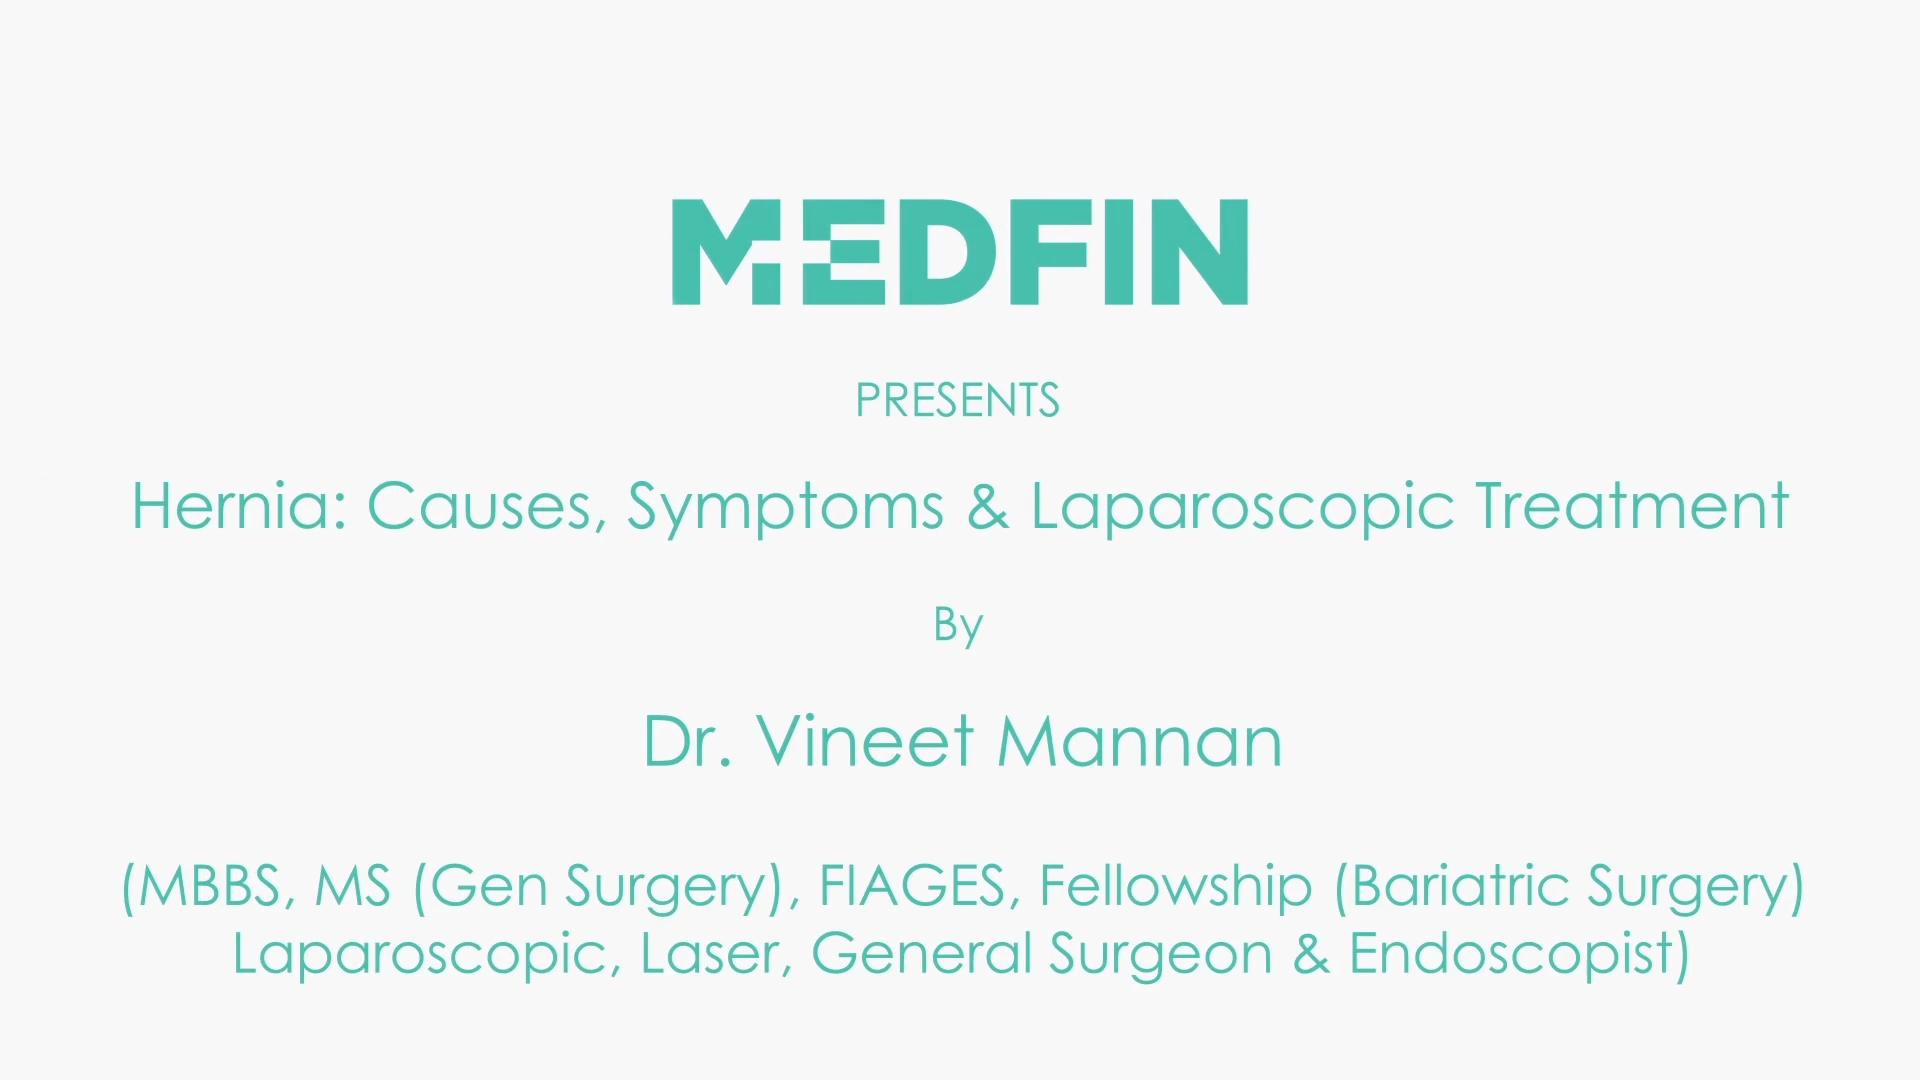 MEDFIN
PRESENTS
Hernia: Causes, Symptoms & Laparoscopic Treatment
By
Dr. Vineet Mannan
(MBBS, MS (Gen Surgery), FIAGES, Fellowship (Bariatric Surgery)
Laparoscopic, Laser, General Surgeon & Endoscopist)